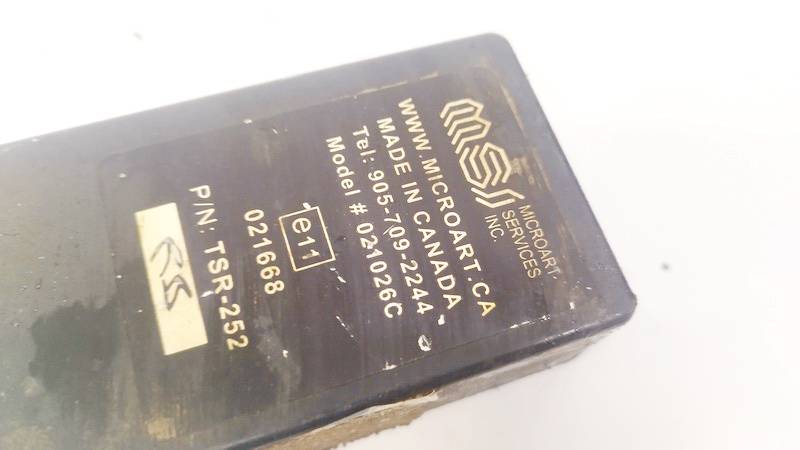 MSI
MICROART
SERVICES
INC.
WWW.MICROART.CA
MADE IN CANADA
Tel: 905-709-2244
Model # 021026C
e11
021668
P/N: TSR-252